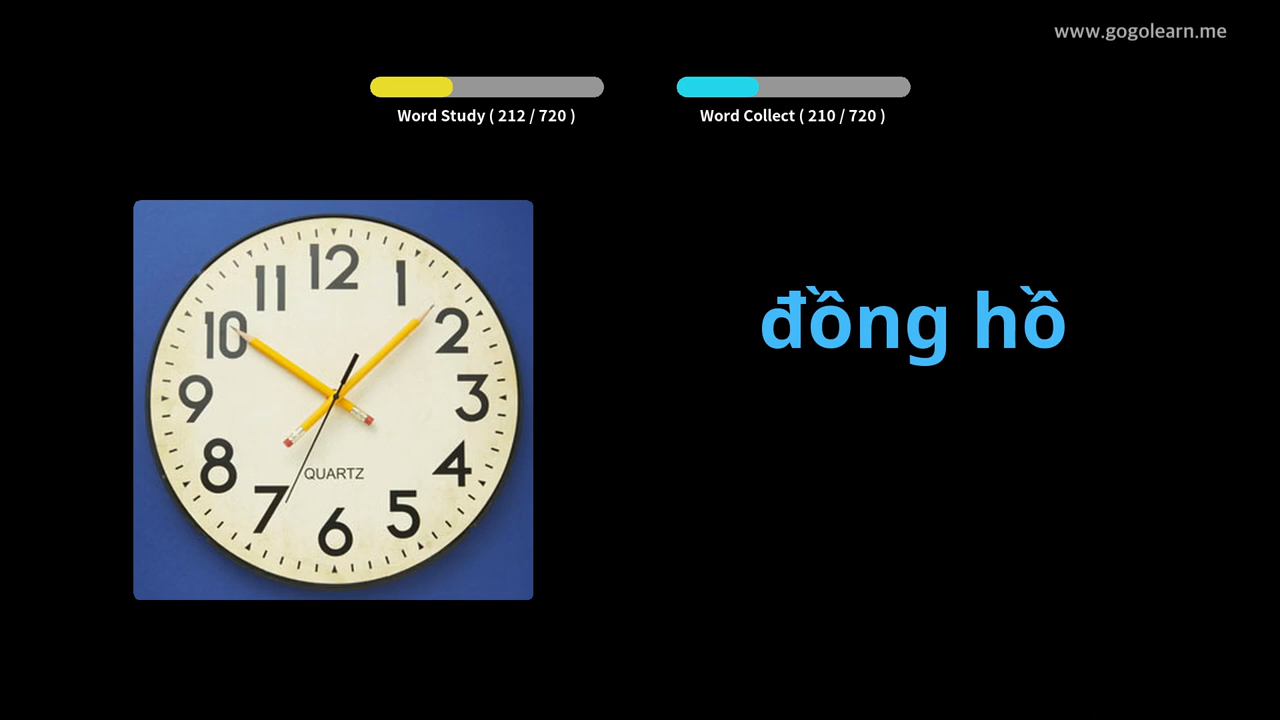 www.gogolearn.me
Word Study ( 212 / 720 )
Word Collect ( 210 / 720 )
12
1
2
3
4
5
6
7
8
9
10
11
QUARTZ
đồng hồ